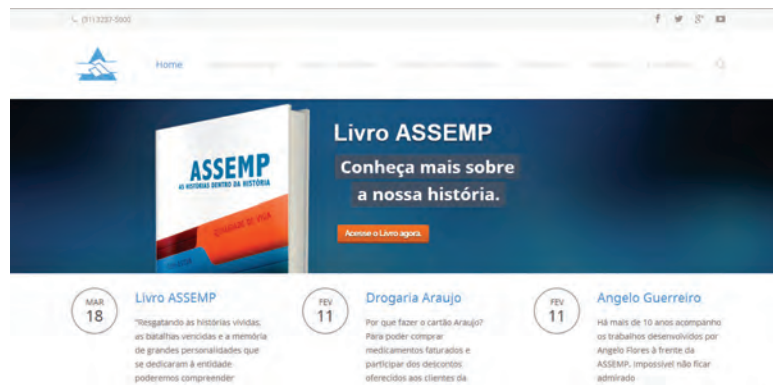 (31) 3237-5000
Home
ASSEMP
AS HISTÓRIAS DENTRO DA HISTÓRIA
Livro ASSEMP
Conheça mais sobre
a nossa história.
Acesse o Livro agora.
MAR
18
Livro ASSEMP
"Resgatando as histórias vividas,
as batalhas vencidas e a memória
de grandes personalidades que
se dedicaram à entidade
poderemos compreender
FEV
11
Drogaria Araujo
Por que fazer o cartão Araujo?
Para poder comprar
medicamentos faturados e
participar dos descontos
oferecidos aos clientes da
FEV
11
Angelo Guerreiro
Há mais de 10 anos acompanho
os trabalhos desenvolvidos por
Angelo Flores à frente da
ASSEMP. Impossível não ficar
admirado